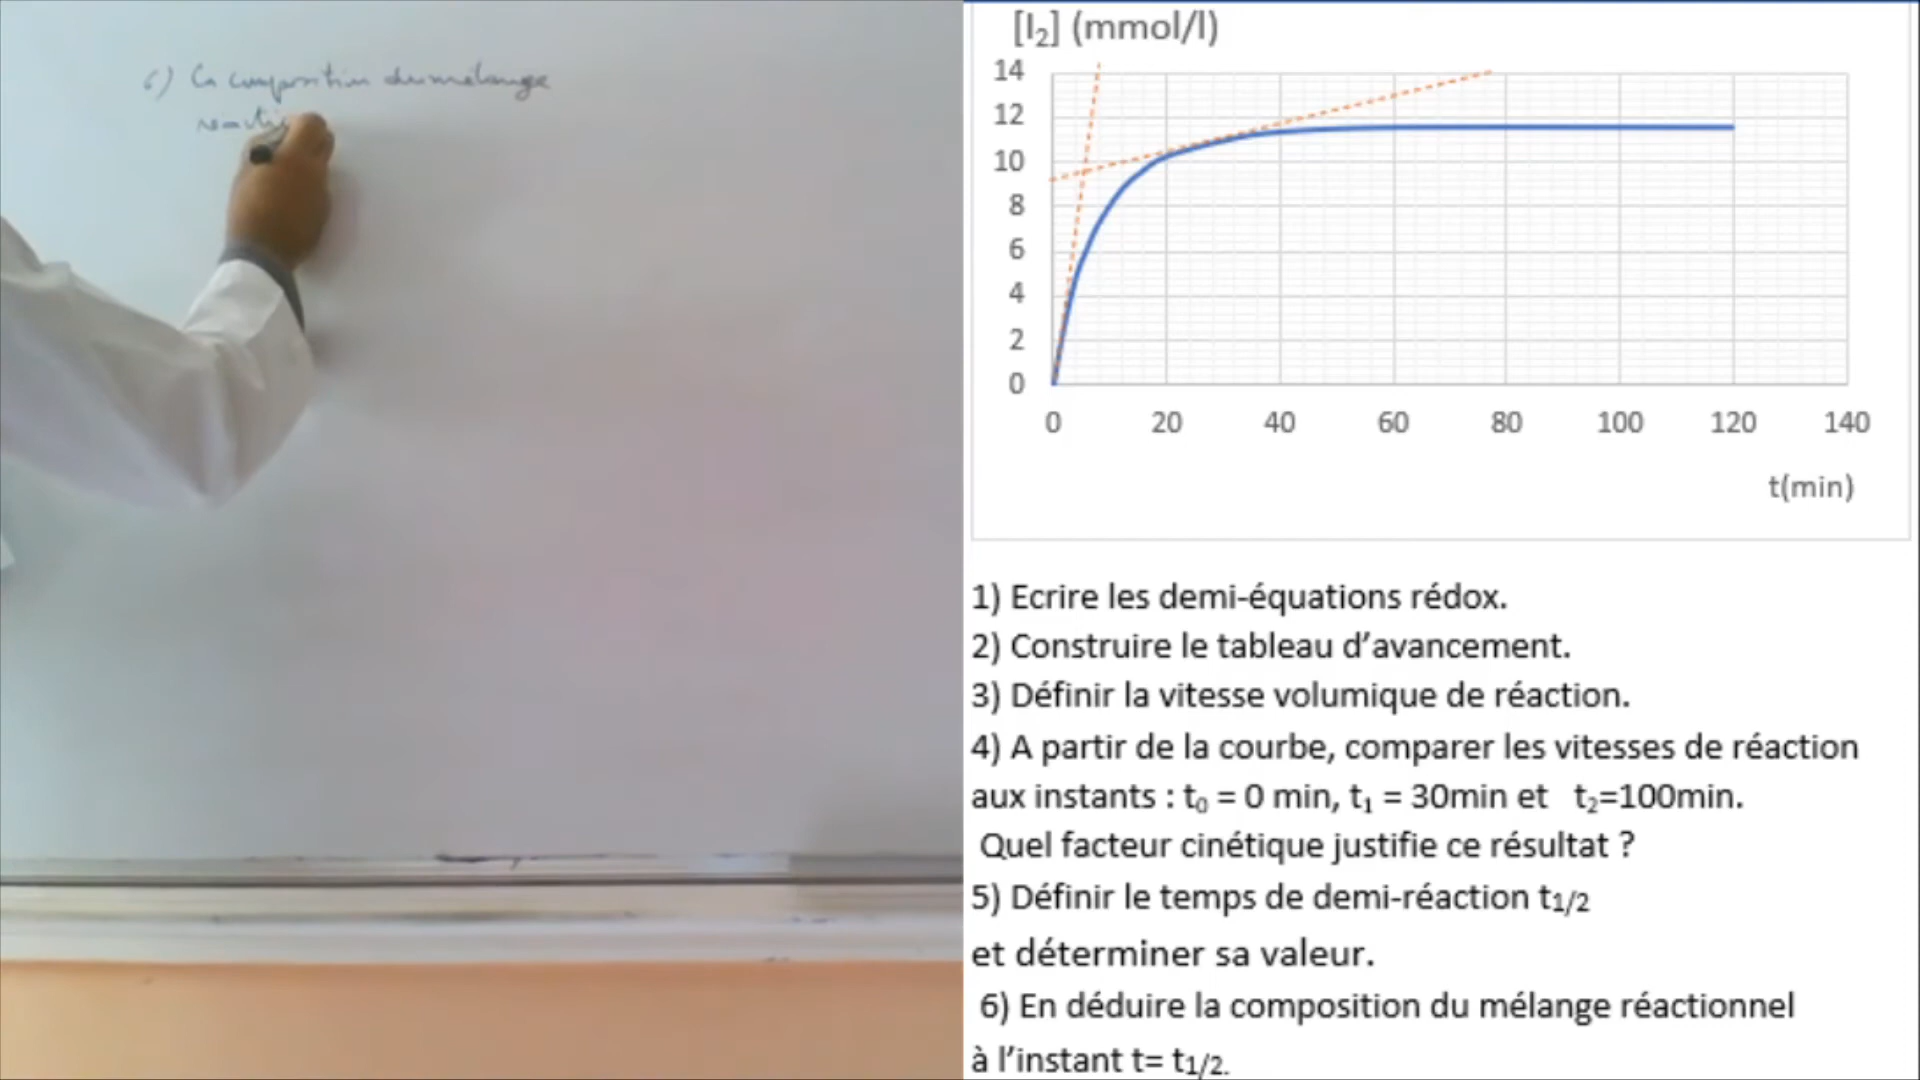 6) La composition du mélange
réacti
[I₂] (mmol/l)
14
12
10
8
6
4
2
0
0 20 40 60 80 100 120 140
t(min)
1) Ecrire les demi-équations rédox.
2) Construire le tableau d’avancement.
3) Définir la vitesse volumique de réaction.
4) A partir de la courbe, comparer les vitesses de réaction
aux instants : t₀ = 0 min, t₁ = 30min et t₂=100min.
Quel facteur cinétique justifie ce résultat ?
5) Définir le temps de demi-réaction t1/2
et déterminer sa valeur.
6) En déduire la composition du mélange réactionnel
à l’instant t= t1/2.